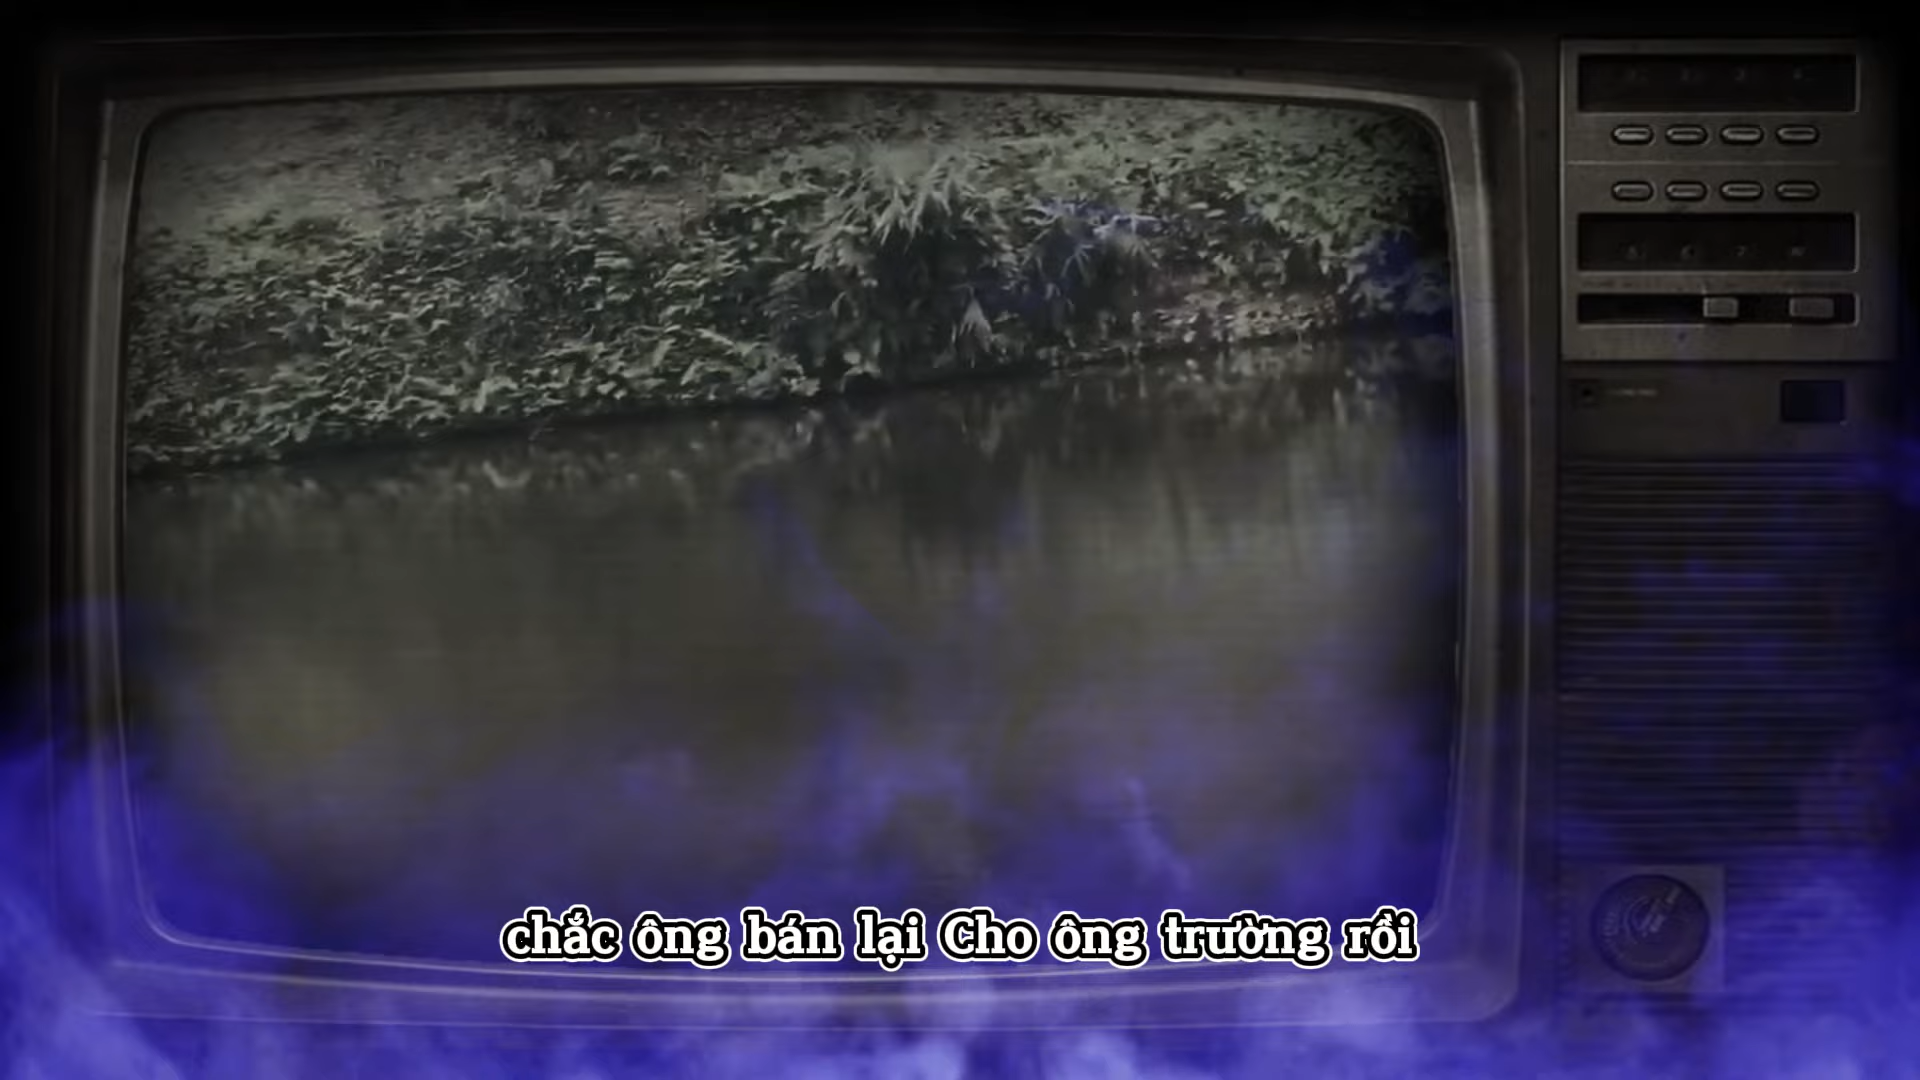 chắc ông bán lại Cho ông trường rồi